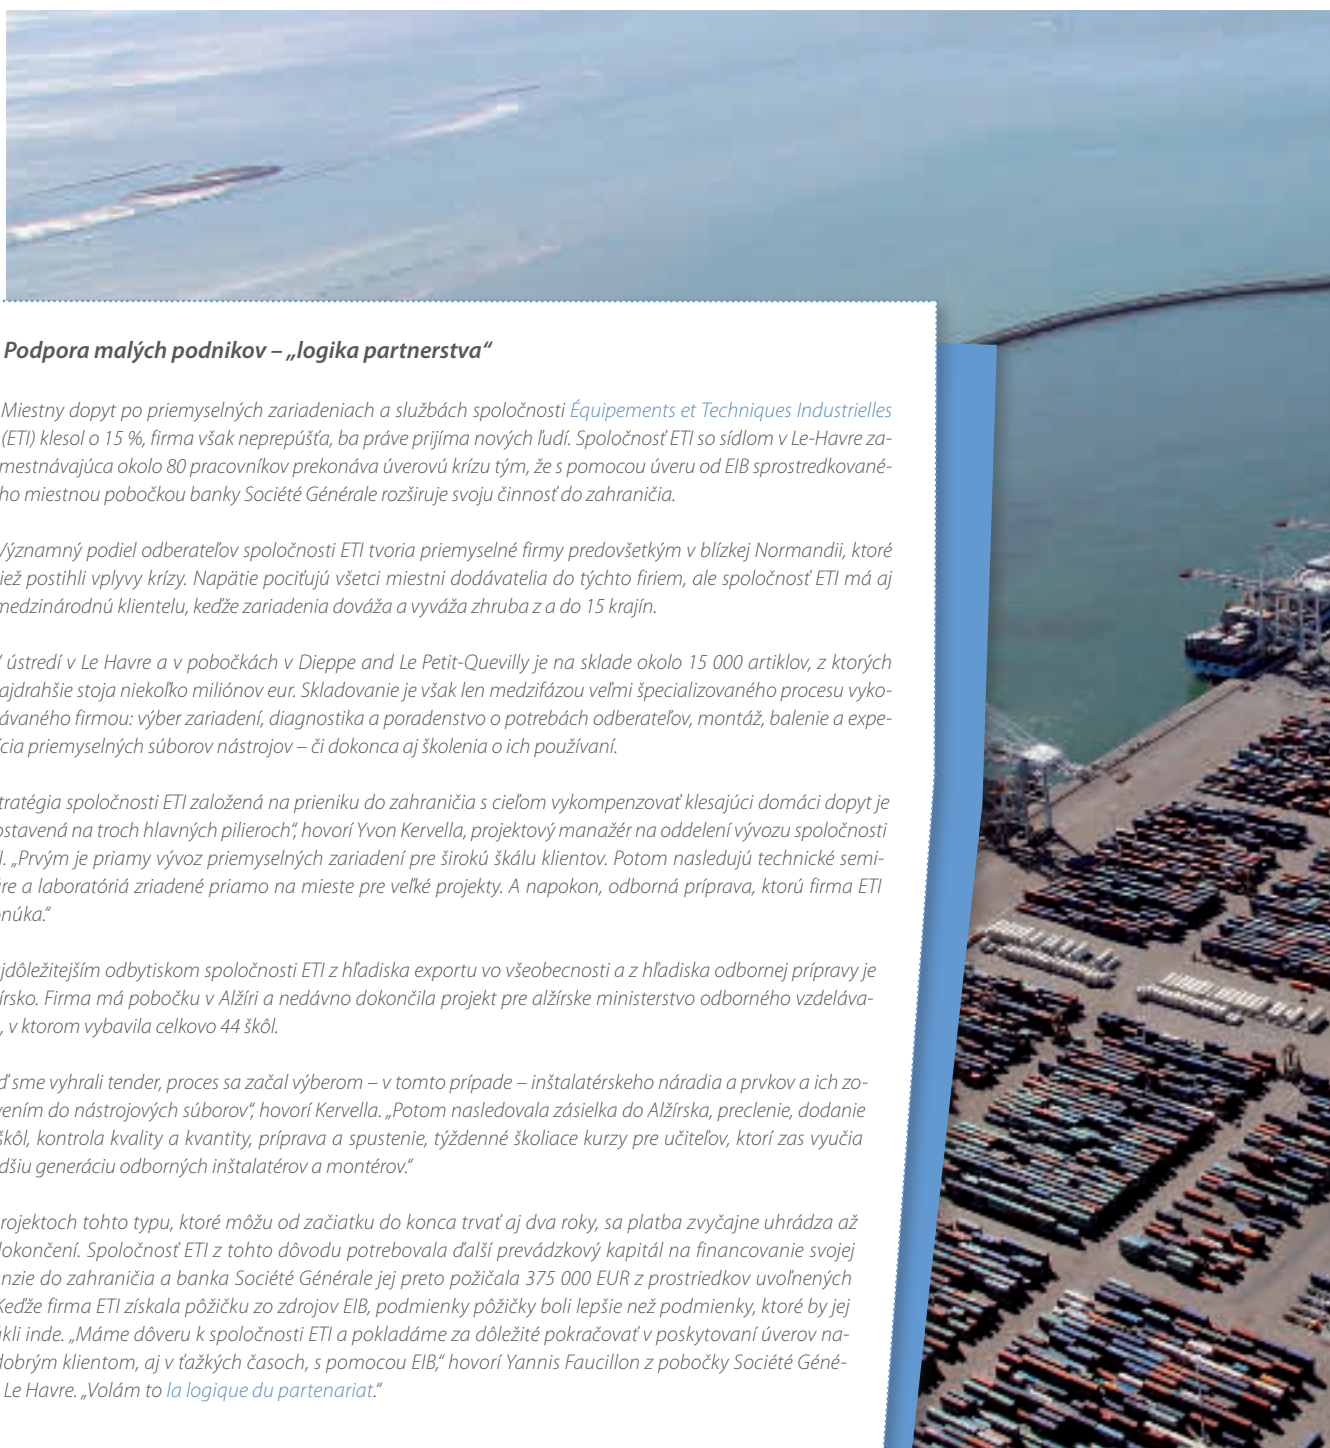 Podpora malých podnikov – „logika partnerstva“
Miestny dopyt po priemyselných zariadeniach a službách spoločnosti Équipements et Techniques Industrielles
(ETI) klesol o 15 %, firma však neprepúšťa, ba práve prijíma nových ľudí. Spoločnosť ETI so sídlom v Le-Havre za-
mestnávajúca okolo 80 pracovníkov prekonáva úverovú krízu tým, že s pomocou úveru od EIB sprostredkované-
ho miestnou pobočkou banky Société Générale rozširuje svoju činnosť do zahraničia.
Významný podiel odberateľov spoločnosti ETI tvoria priemyselné firmy predovšetkým v blízkej Normandii, ktoré
iež postihli vplyvy krízy. Napätie pociťujú všetci miestni dodávatelia do týchto firiem, ale spoločnosť ETI má aj
medzinárodnú klientelu, keďže zariadenia dováža a vyváža zhruba z a do 15 krajín.
V ústredí v Le Havre a v pobočkách v Dieppe and Le Petit-Quevilly je na sklade okolo 15 000 artiklov, z ktorých
ajdrahšie stoja niekoľko miliónov eur. Skladovanie je však len medzifázou veľmi špecializovaného procesu vyko-
ávaného firmou: výber zariadení, diagnostika a poradenstvo o potrebách odberateľov, montáž, balenie a expe-
ícia priemyselných súborov nástrojov – či dokonca aj školenia o ich používaní.
tratégia spoločnosti ETI založená na prieniku do zahraničia s cieľom vykompenzovať klesajúci domáci dopyt je
ostavená na troch hlavných pilieroch“, hovorí Yvon Kervella, projektový manažér na oddelení vývozu spoločnosti
I. „Prvým je priamy vývoz priemyselných zariadení pre širokú škálu klientov. Potom nasledujú technické semi-
re a laboratóriá zriadené priamo na mieste pre veľké projekty. A napokon, odborná príprava, ktorú firma ETI
núka.“
jdôležitejším odbytiskom spoločnosti ETI z hľadiska exportu vo všeobecnosti a z hľadiska odbornej prípravy je
írsko. Firma má pobočku v Alžíri a nedávno dokončila projekt pre alžírske ministerstvo odborného vzdeláva-
, v ktorom vybavila celkovo 44 škôl.
ď sme vyhrali tender, proces sa začal výberom – v tomto prípade – inštalatérskeho náradia a prvkov a ich zo-
vením do nástrojových súborov“, hovorí Kervella. „Potom nasledovala zásielka do Alžírska, preclenie, dodanie
škôl, kontrola kvality a kvantity, príprava a spustenie, týždenné školiace kurzy pre učiteľov, ktorí zas vyučia
dšiu generáciu odborných inštalatérov a montérov.“
rojektoch tohto typu, ktoré môžu od začiatku do konca trvať aj dva roky, sa platba zvyčajne uhrádza až
dokončení. Spoločnosť ETI z tohto dôvodu potrebovala ďalší prevádzkový kapitál na financovanie svojej
nzie do zahraničia a banka Société Générale jej preto požičala 375 000 EUR z prostriedkov uvoľnených
Keďže firma ETI získala pôžičku zo zdrojov EIB, podmienky pôžičky boli lepšie než podmienky, ktoré by jej
kli inde. „Máme dôveru k spoločnosti ETI a pokladáme za dôležité pokračovať v poskytovaní úverov na-
dobrým klientom, aj v ťažkých časoch, s pomocou EIB,“ hovorí Yannis Faucillon z pobočky Société Géné-
Le Havre. „Volám to la logique du partenariat.“